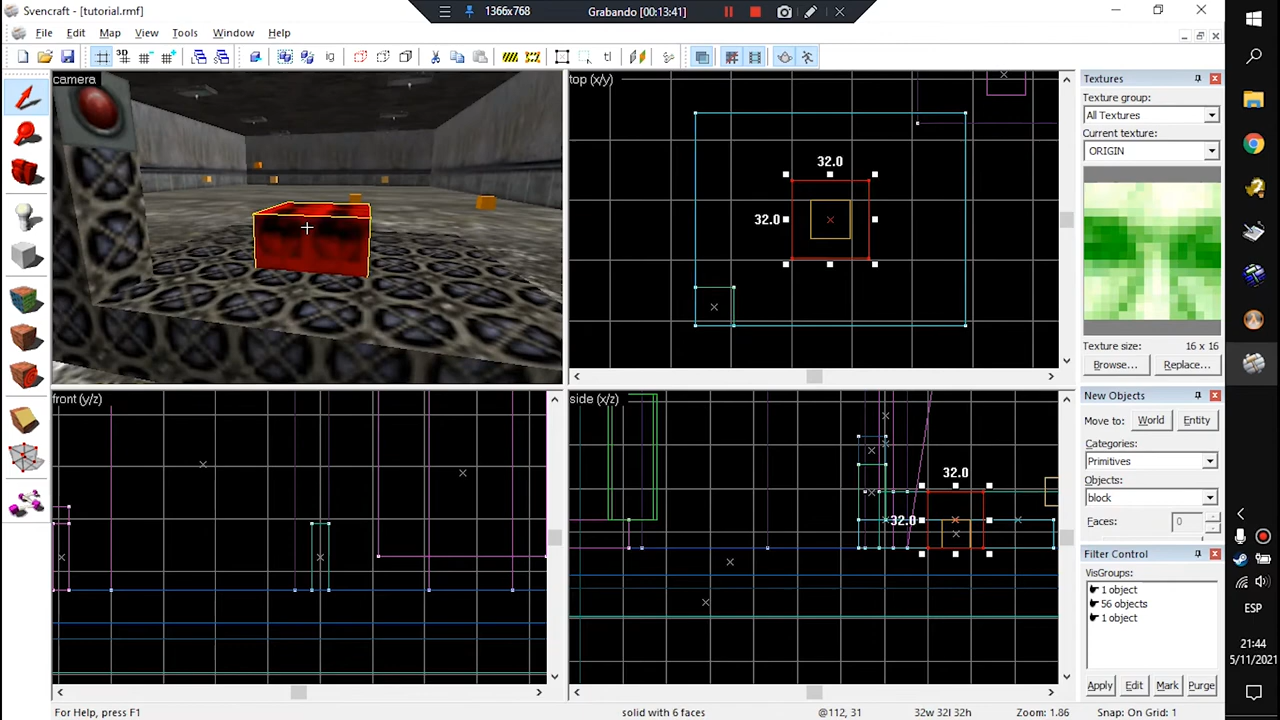 1366x768
Grabando [00:13:41]
Svencraft - [tutorial.rmf]
File Edit Map View Tools Window Help
3D
ig
tl
camera
top (x/y)
32.0
32.0
front (y/z)
side (x/z)
32.0
32.0
Textures
Texture group:
All Textures
Current texture:
ORIGIN
Texture size: 16 x 16
Browse... Replace...
New Objects
Move to: World Entity
Categories:
Primitives
Objects:
block
Faces: 0
Filter Control
VisGroups:
1 object
56 objects
1 object
Apply Edit Mark Purge
For Help, press F1
solid with 6 faces
@112, 31
32w 32l 32h
Zoom: 1.86
Snap: On Grid: 1
ESP
21:44
5/11/2021